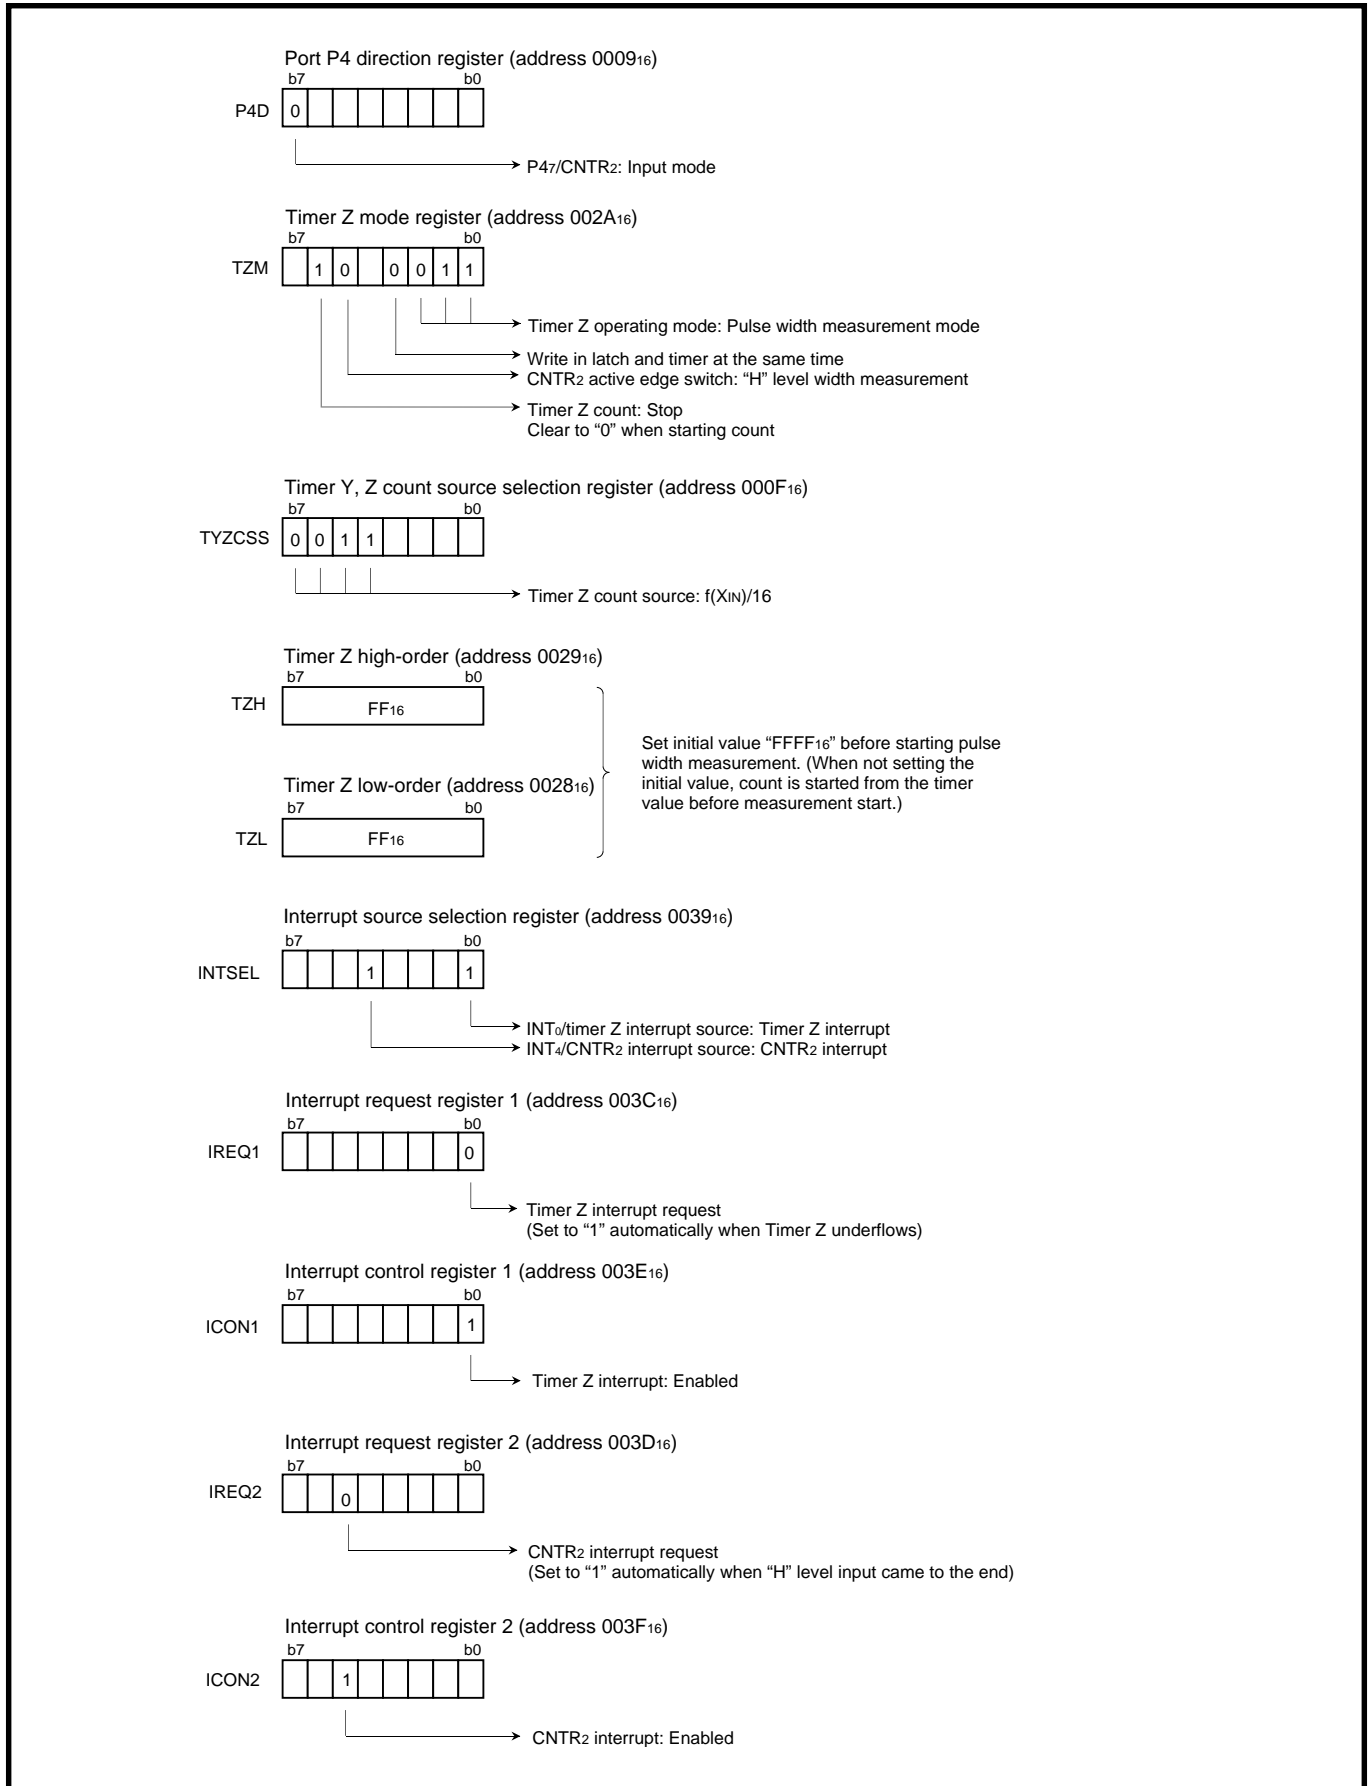 Port P4 direction register (address 000916)
b7 b0
P4D 0
P47/CNTR2: Input mode
Timer Z mode register (address 002A16)
b7 b0
TZM 1 0 0 0 1 1
Timer Z operating mode: Pulse width measurement mode
Write in latch and timer at the same time
CNTR2 active edge switch: “H” level width measurement
Timer Z count: Stop
Clear to “0” when starting count
Timer Y, Z count source selection register (address 000F16)
b7 b0
TYZCSS 0 0 1 1
Timer Z count source: f(XIN)/16
Timer Z high-order (address 002916)
b7 b0
TZH FF16
Set initial value “FFFF16” before starting pulse
width measurement. (When not setting the
initial value, count is started from the timer
value before measurement start.)
Timer Z low-order (address 002816)
b7 b0
TZL FF16
Interrupt source selection register (address 003916)
b7 b0
INTSEL 1 1
INT0/timer Z interrupt source: Timer Z interrupt
INT4/CNTR2 interrupt source: CNTR2 interrupt
Interrupt request register 1 (address 003C16)
b7 b0
IREQ1 0
Timer Z interrupt request
(Set to “1” automatically when Timer Z underflows)
Interrupt control register 1 (address 003E16)
b7 b0
ICON1 1
Timer Z interrupt: Enabled
Interrupt request register 2 (address 003D16)
b7 b0
IREQ2 0
CNTR2 interrupt request
(Set to “1” automatically when “H” level input came to the end)
Interrupt control register 2 (address 003F16)
b7 b0
ICON2 1
CNTR2 interrupt: Enabled